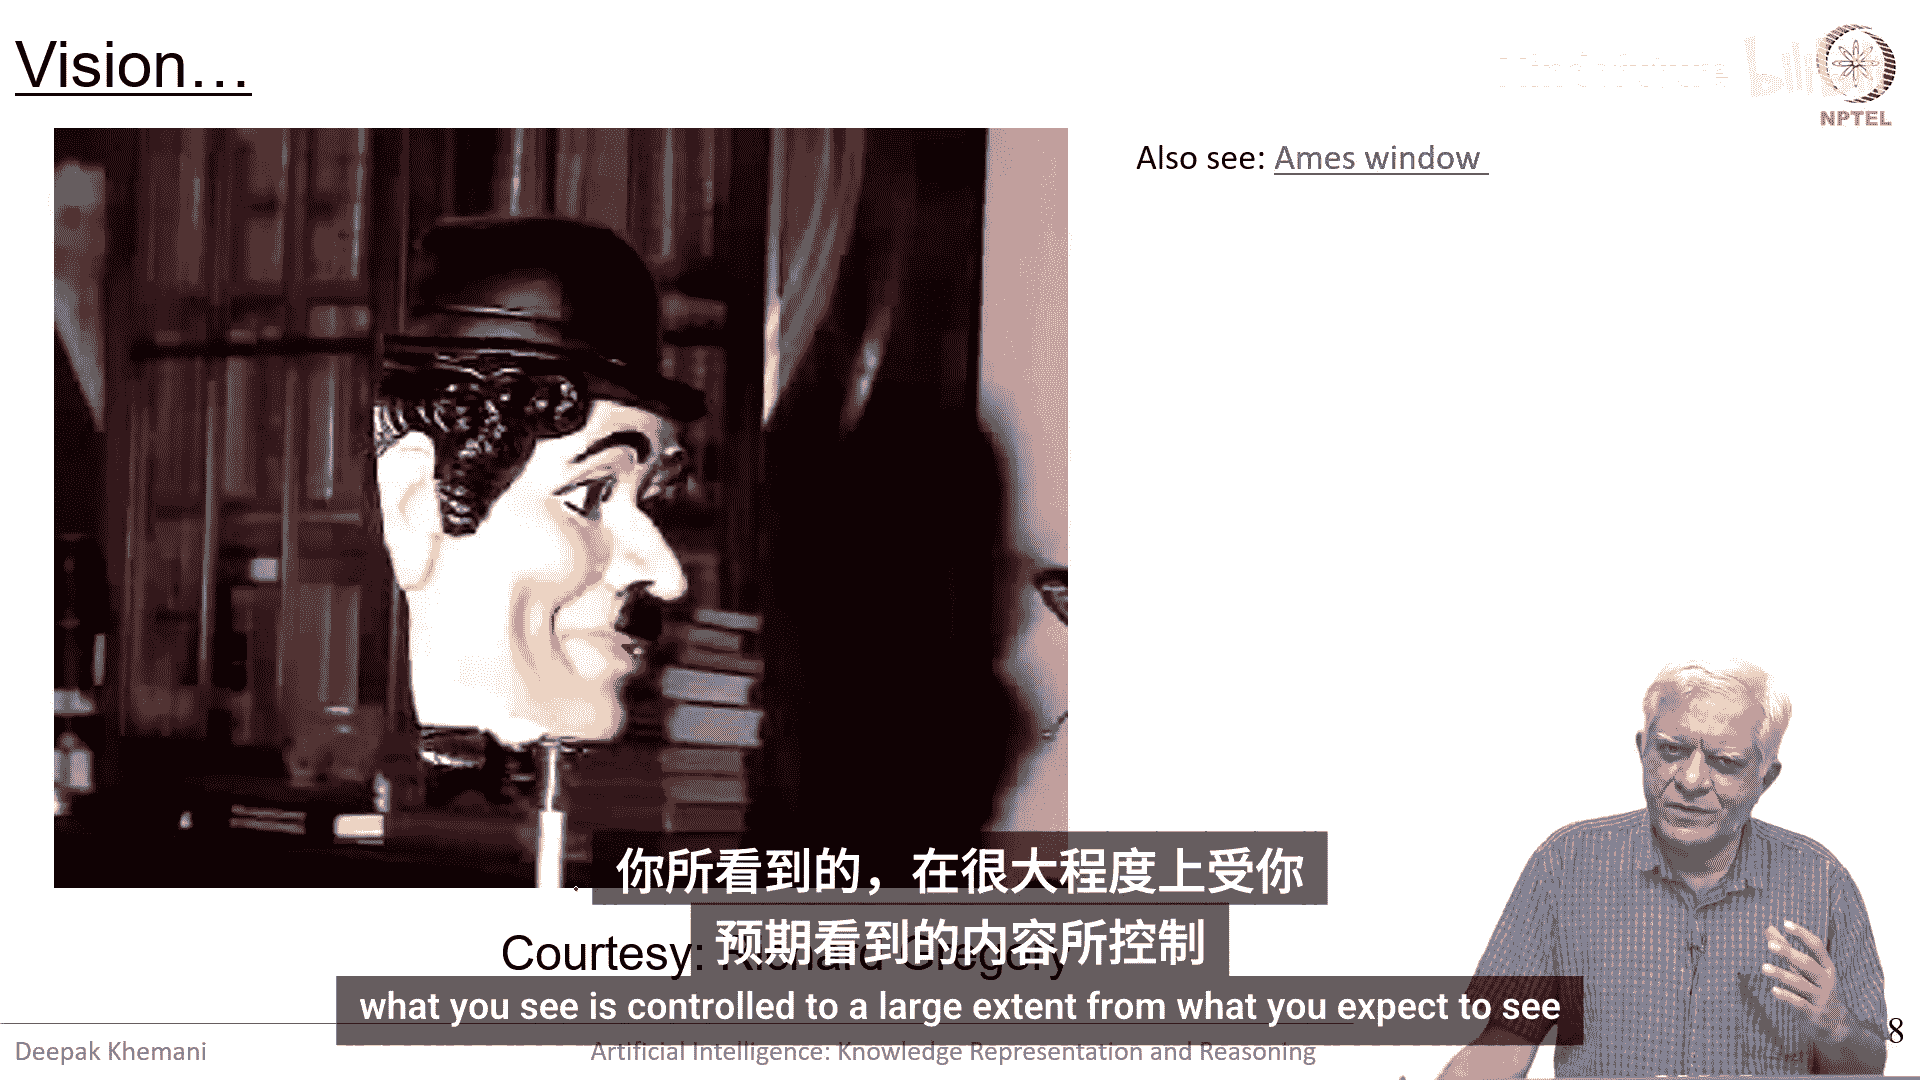 Vision...
NPTEL
Also see: Ames window
你所看到的，在很大程度上受你
预期看到的内容所控制
Courtesy: Richard Gregory
what you see is controlled to a large extent from what you expect to see
8
Deepak Khemani
Artificial Intelligence: Knowledge Representation and Reasoning